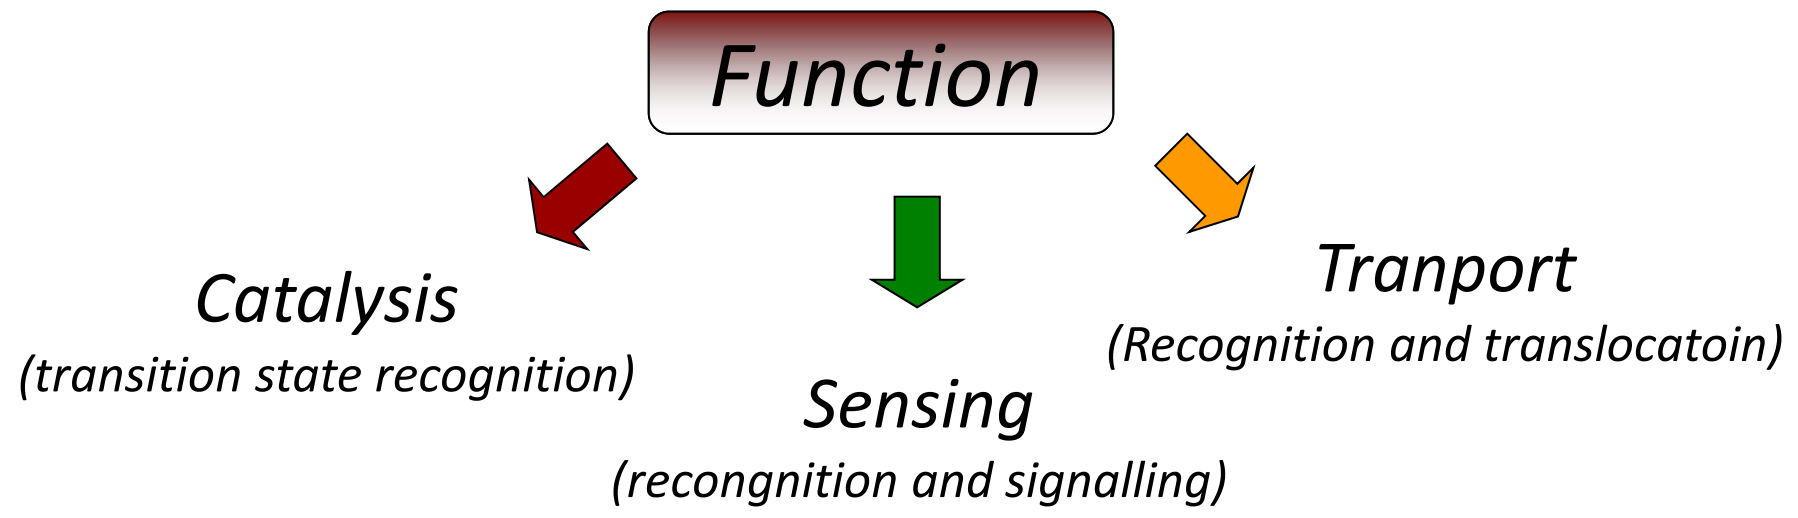 Function
Catalysis
(transition state recognition)
Sensing
(recongnition and signalling)
Tranport
(Recognition and translocatoin)